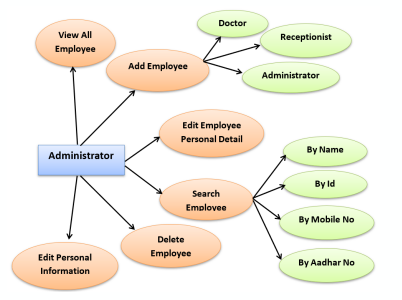 Doctor
View All
Employee
Receptionist
Add Employee
Administrator
Edit Employee
Personal Detail
By Name
Administrator
By Id
Search
Employee
By Mobile No
Delete
Employee
Edit Personal
Information
By Aadhar No